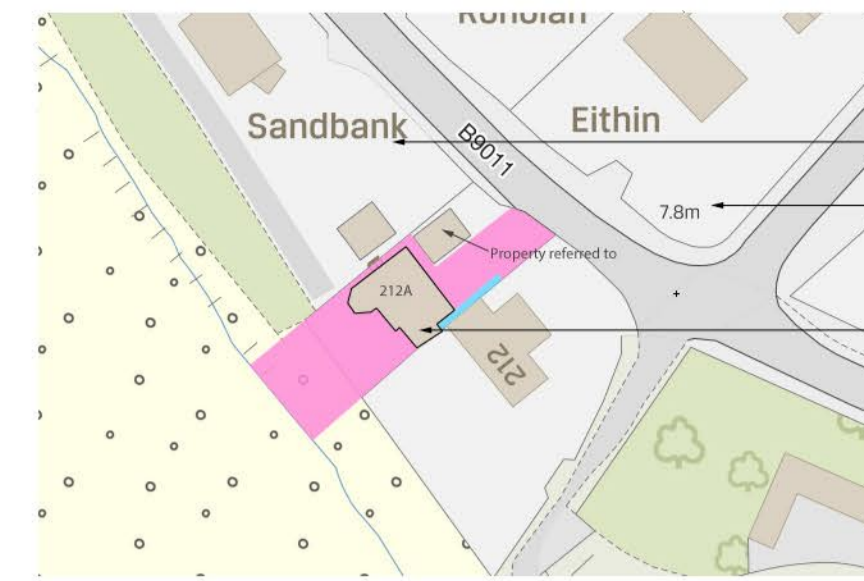 Sandbank
B9011
Eithin
7.8m
Property referred to
212A
212